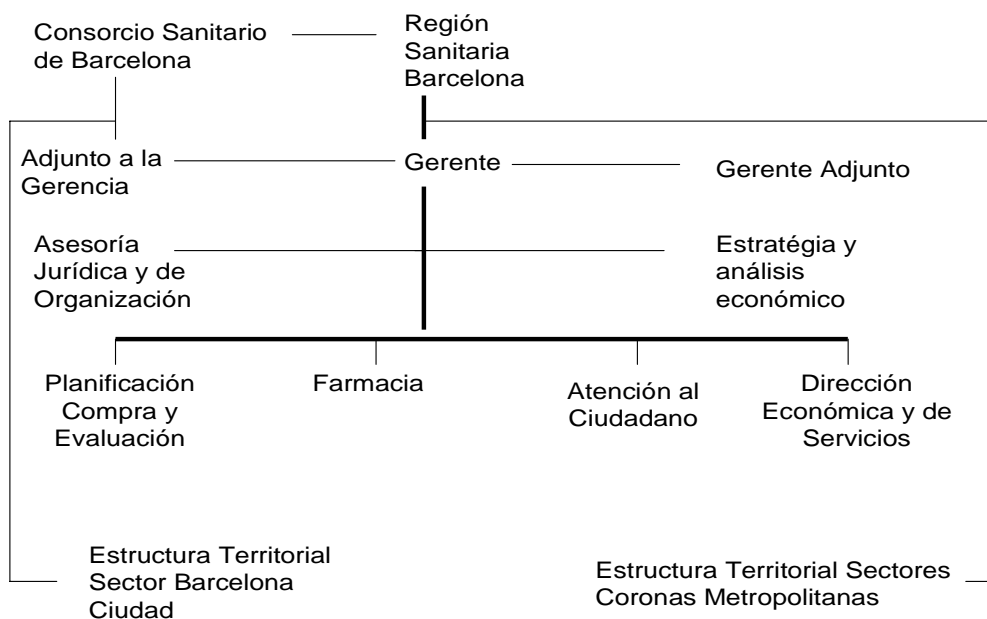 Consorcio Sanitario
de Barcelona
Región
Sanitaria
Barcelona
Adjunto a la
Gerencia
Gerente
Gerente Adjunto
Asesoría
Jurídica y de
Organización
Estratégia y
análisis
económico
Planificación
Compra y
Evaluación
Farmacia
Atención al
Ciudadano
Dirección
Económica y de
Servicios
Estructura Territorial
Sector Barcelona
Ciudad
Estructura Territorial Sectores
Coronas Metropolitanas